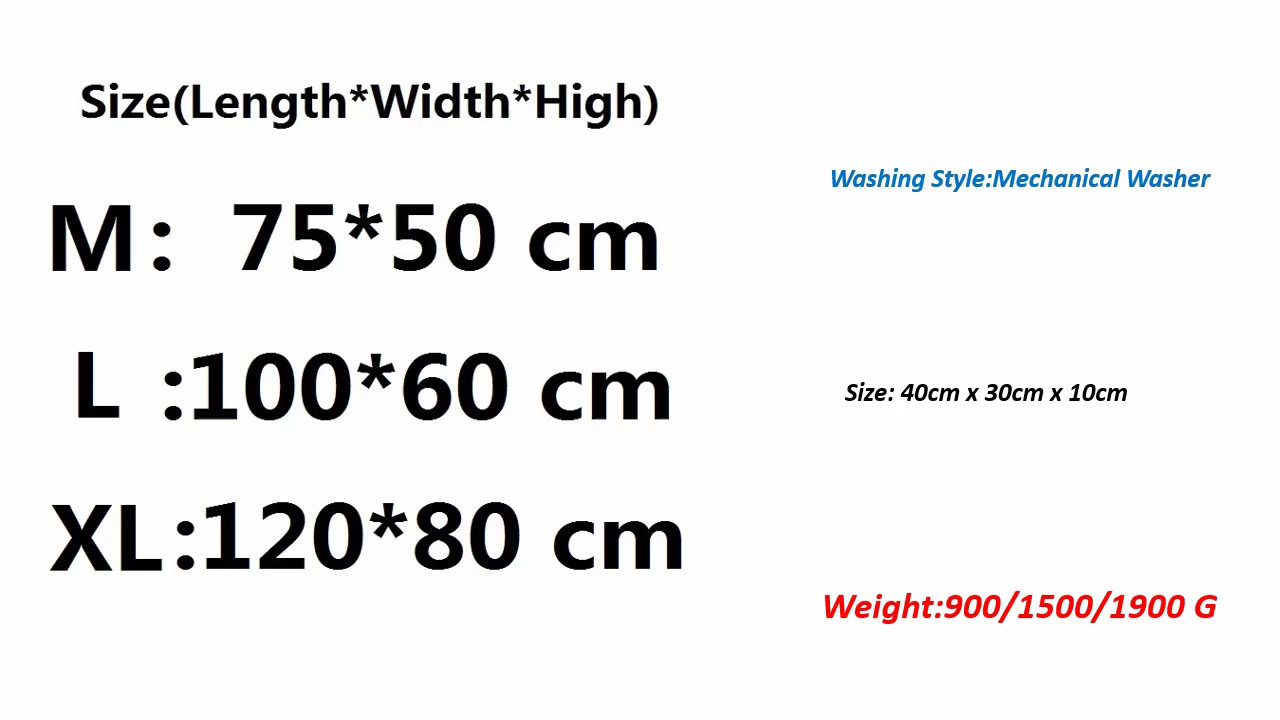 Size(Length*Width*High)
M: 75*50 cm
L :100*60 cm
XL:120*80 cm
Washing Style:Mechanical Washer
Size: 40cm x 30cm x 10cm
Weight:900/1500/1900 G